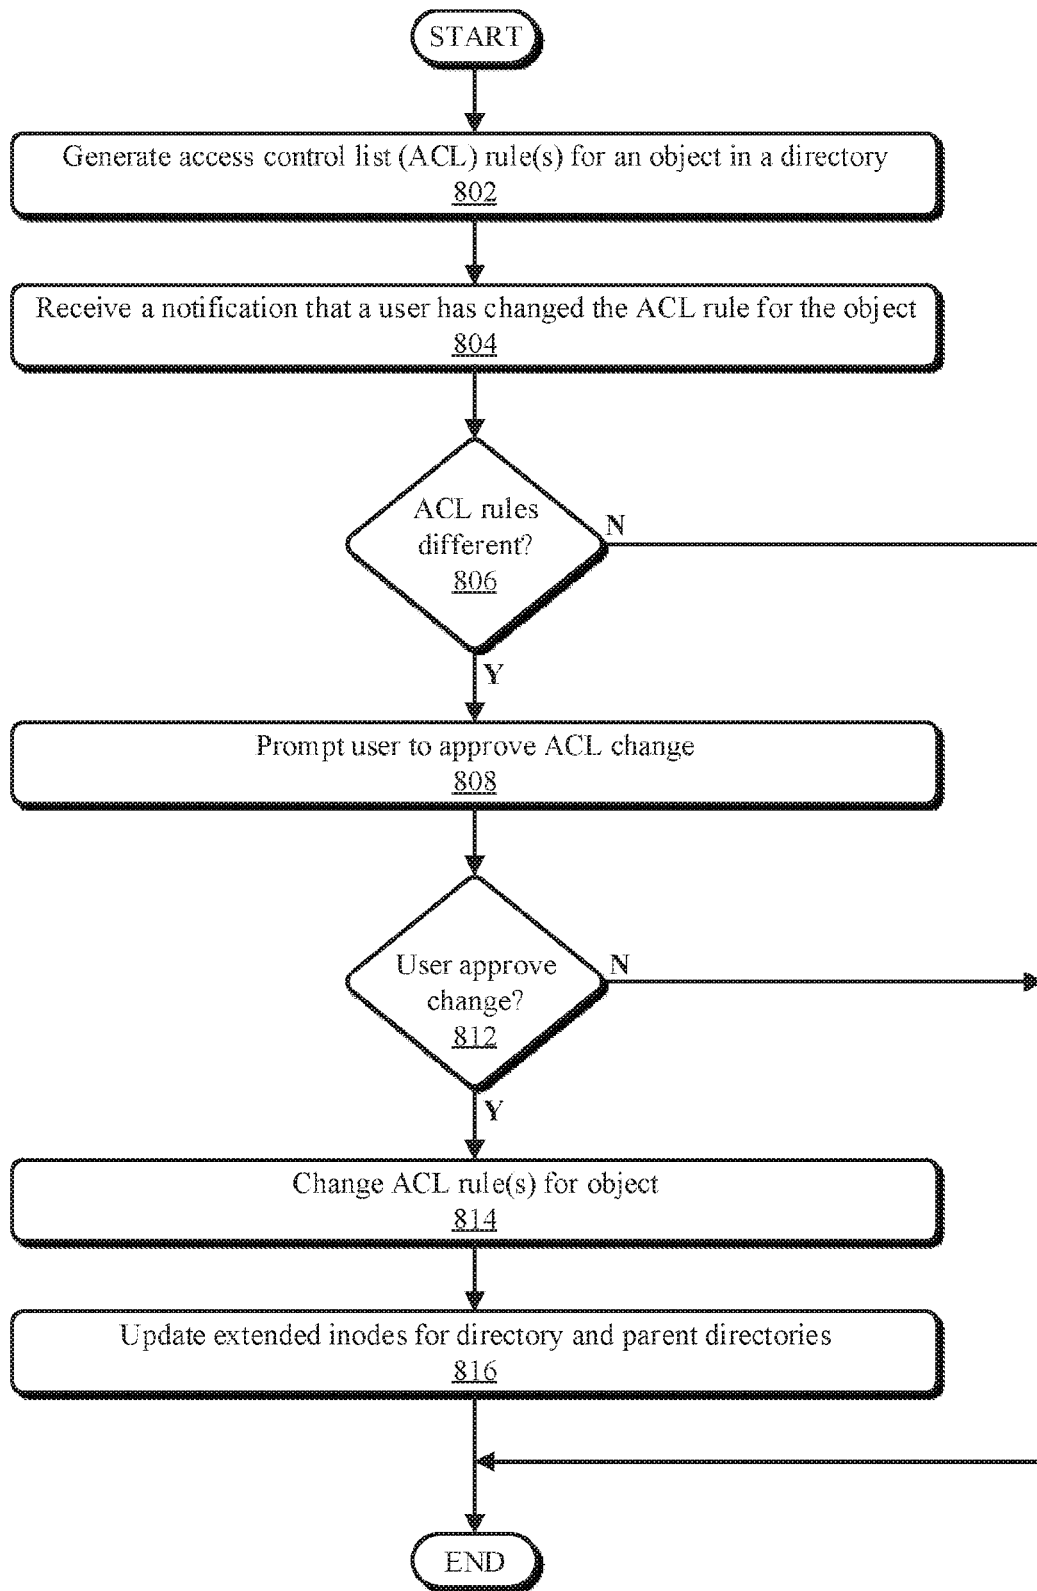 START
Generate access control list (ACL) rule(s) for an object in a directory
802
Receive a notification that a user has changed the ACL rule for the object
804
ACL rules
different?
806
N
Y
Prompt user to approve ACL change
808
User approve
change?
812
N
Y
Change ACL rule(s) for object
814
Update extended inodes for directory and parent directories
816
END